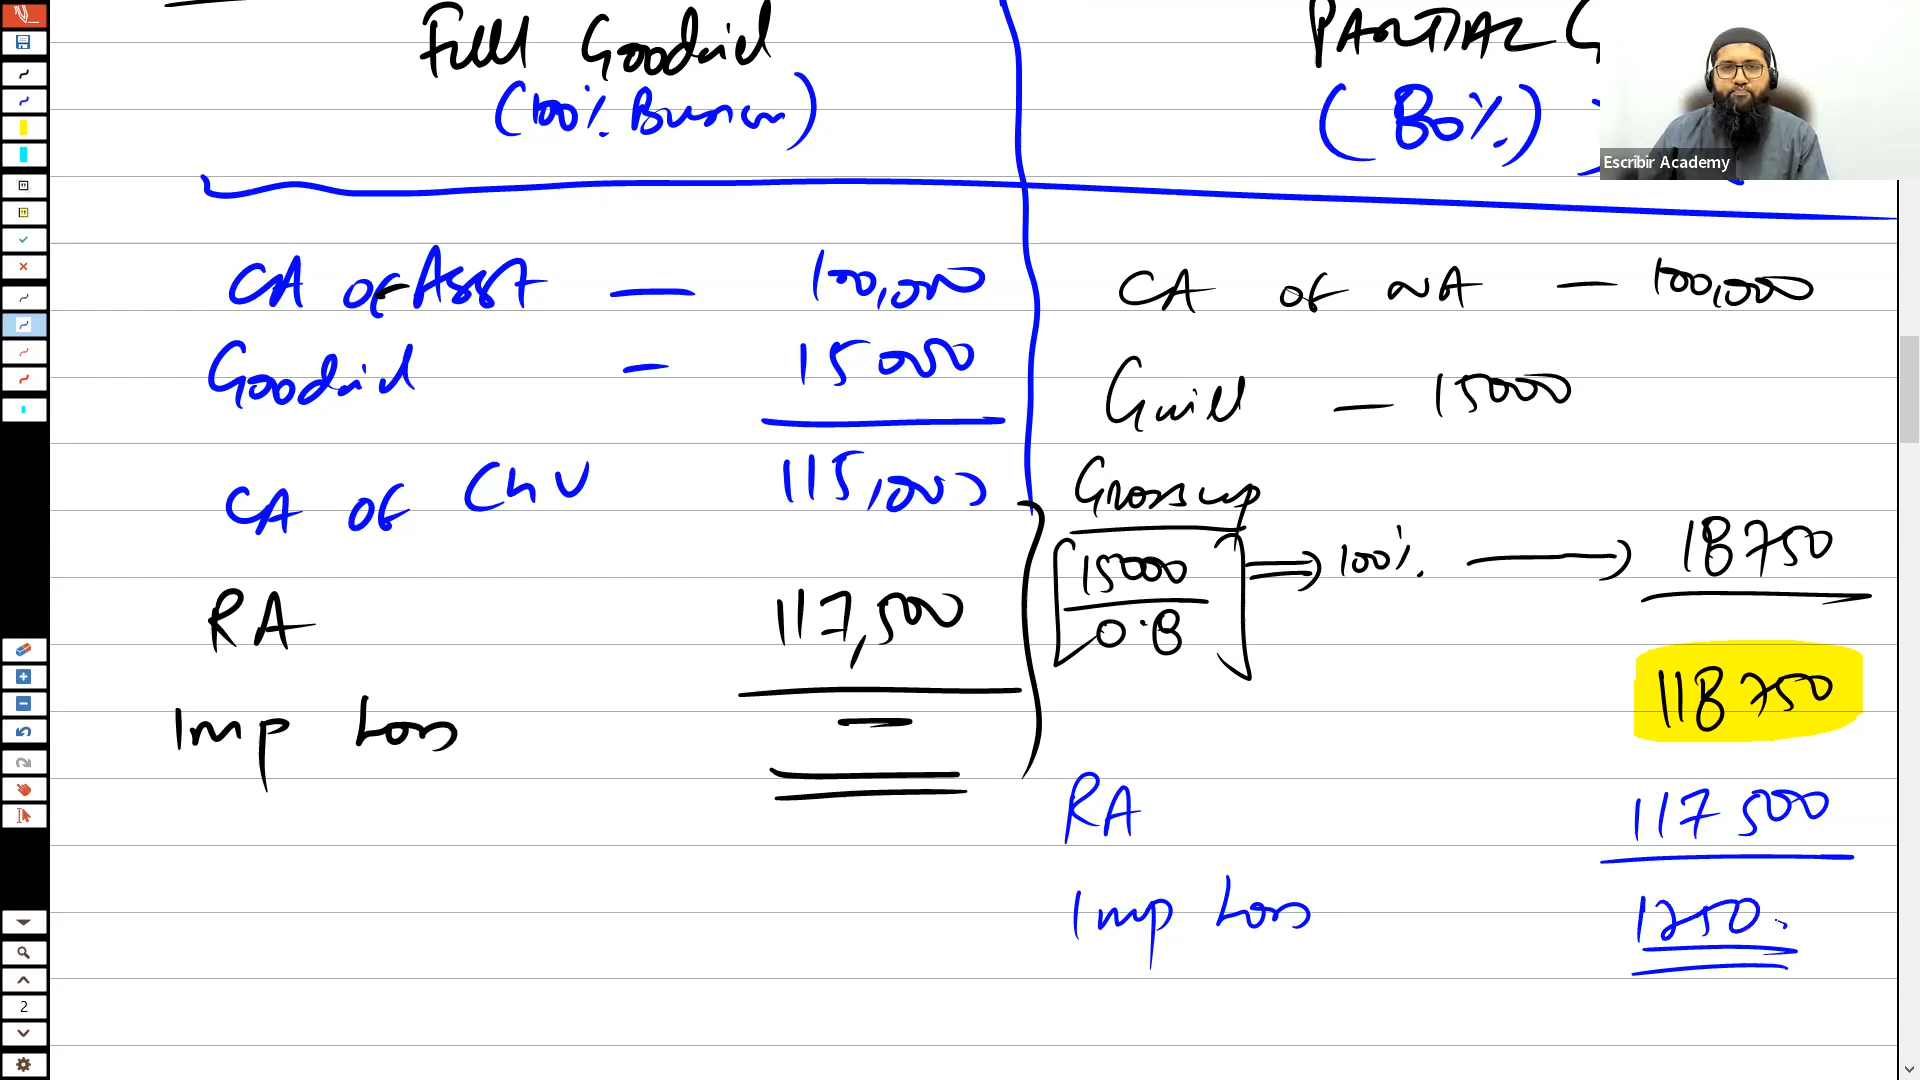 Full Goodwill
(100% Business)
CA of Asst — 100,000
Goodwill — 15000
CA of CGU 115,000
RA 117,500
Imp Loss —
PARTIAL G
(80%)
CA of NA — 100,000
Gwill — 15000
Gross up
15000
0.8
⇒ 100% → 18750
118750
RA 117500
Imp Loss 1250
Escribir Academy
2